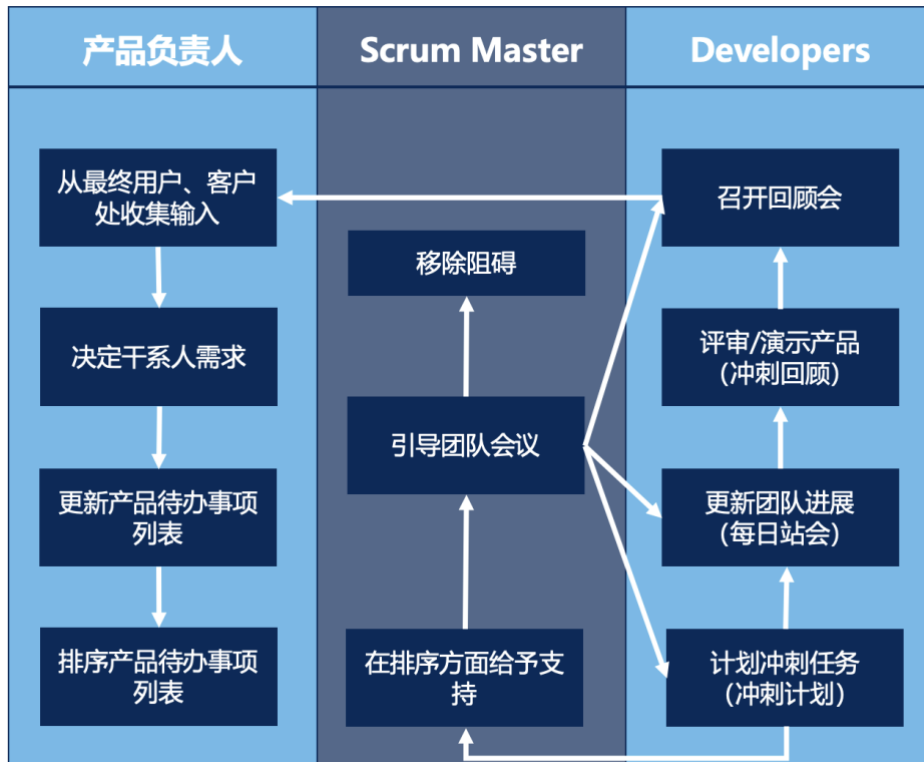 产品负责人
Scrum Master
Developers
从最终用户、客户
处收集输入
决定干系人需求
更新产品待办事项
列表
排序产品待办事项
列表
移除阻碍
引导团队会议
在排序方面给予支
持
召开回顾会
评审/演示产品
（冲刺回顾）
更新团队进展
（每日站会）
计划冲刺任务
（冲刺计划）